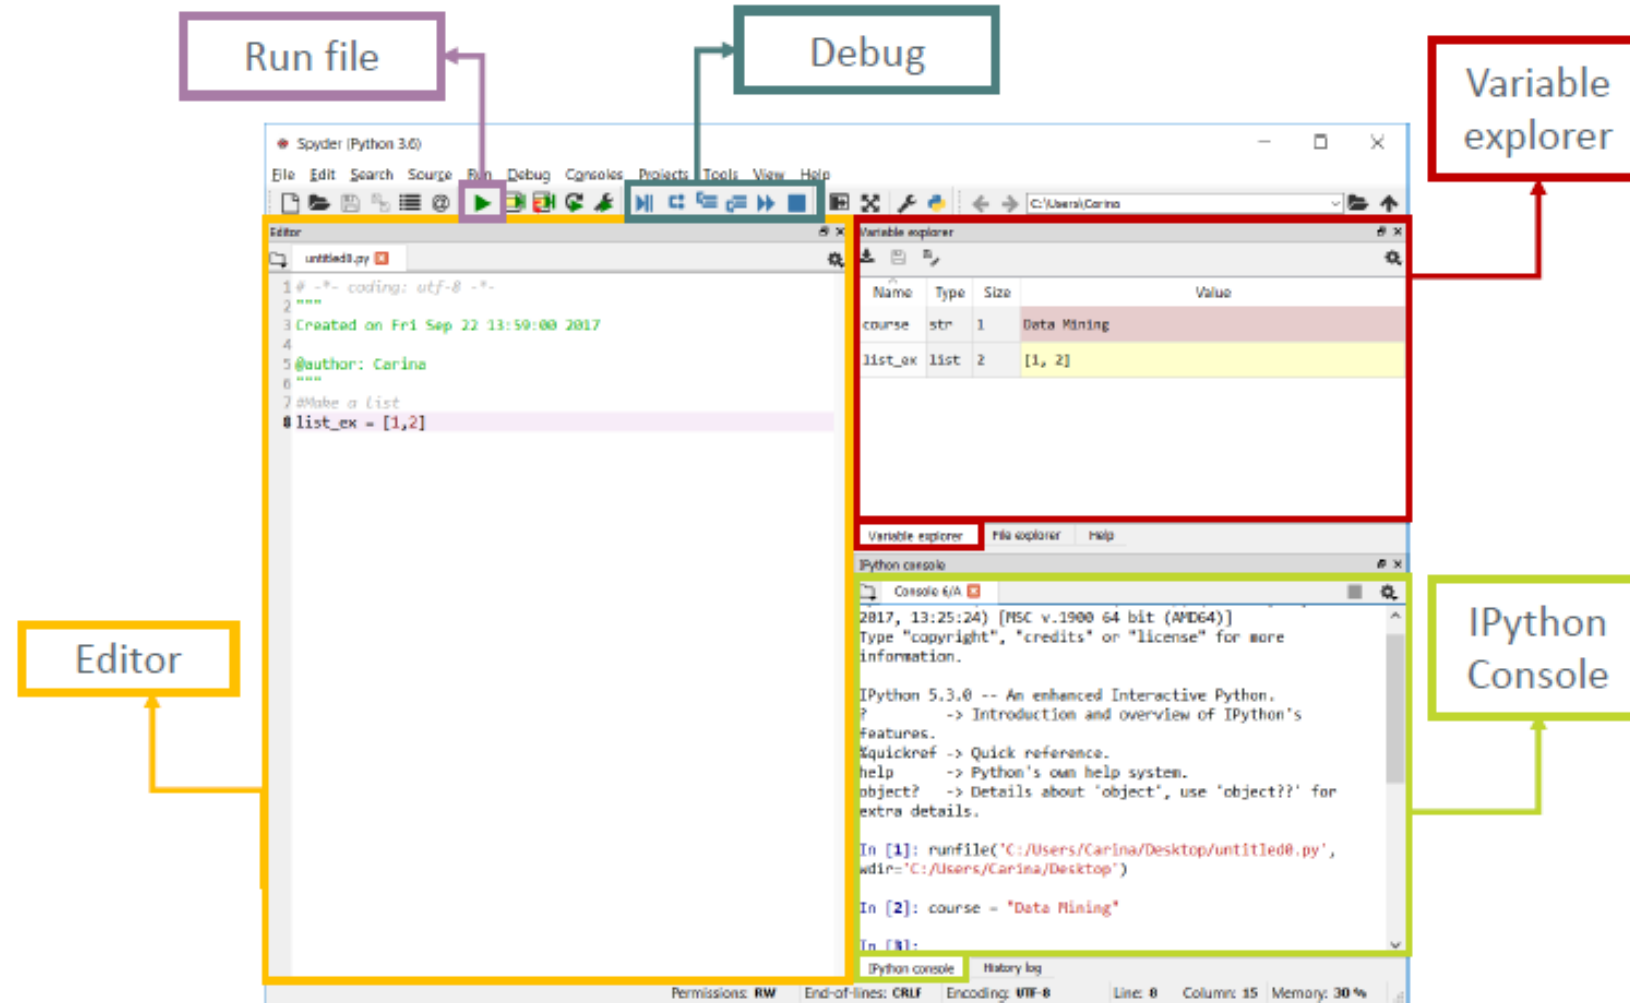 Run file
Debug
Variable
explorer
Spyder (Python 3.6)
File Edit Search Source Run Debug Consoles Projects Tools View Help
C:\Users\Carina
Editor
untitled0.py
1 # -*- coding: utf-8 -*-
2 """
3 Created on Fri Sep 22 13:59:00 2017
4
5 @author: Carina
6 """
7 #Make a list
8 list_ex = [1,2]
Variable explorer
Name Type Size Value
course str 1 Data Mining
list_ex list 2 [1, 2]
Variable explorer File explorer Help
IPython console
Console 6/A
2017, 13:25:24) [MSC v.1900 64 bit (AMD64)]
Type "copyright", "credits" or "license" for more
information.
IPython 5.3.0 -- An enhanced Interactive Python.
? -> Introduction and overview of IPython's
features.
%quickref -> Quick reference.
help -> Python's own help system.
object? -> Details about 'object', use 'object??' for
extra details.
In [1]: runfile('C:/Users/Carina/Desktop/untitled0.py',
wdir='C:/Users/Carina/Desktop')
In [2]: course = "Data Mining"
In [3]:
IPython console History log
Permissions: RW End-of-lines: CRLF Encoding: UTF-8 Line: 8 Column: 15 Memory: 30 %
Editor
IPython
Console